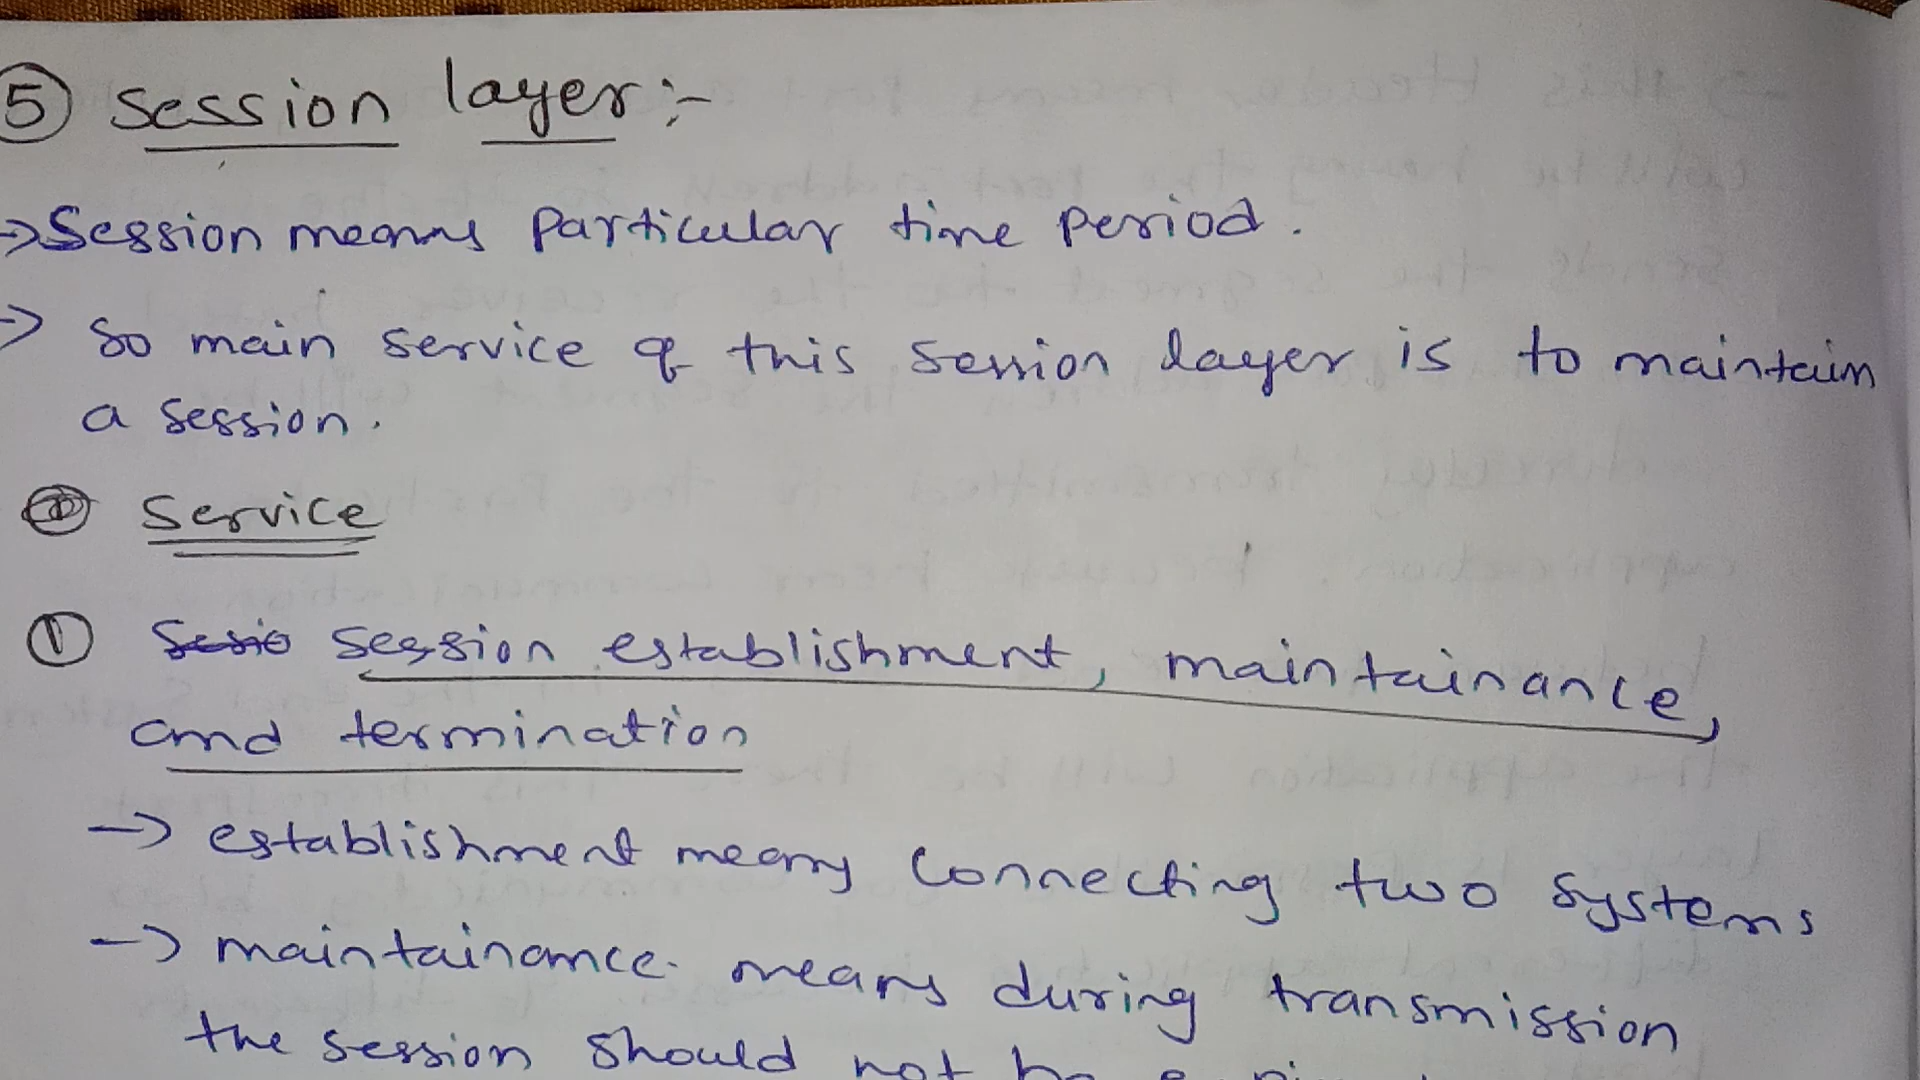 5 Session layer :-
→ Session means particular time period.
→ So main service of this session layer is to maintain
a session.
Service
1 Sesio Session establishment, maintainance,
and termination
→ establishment means connecting two systems
→ maintainance means during transmission
the session should not be